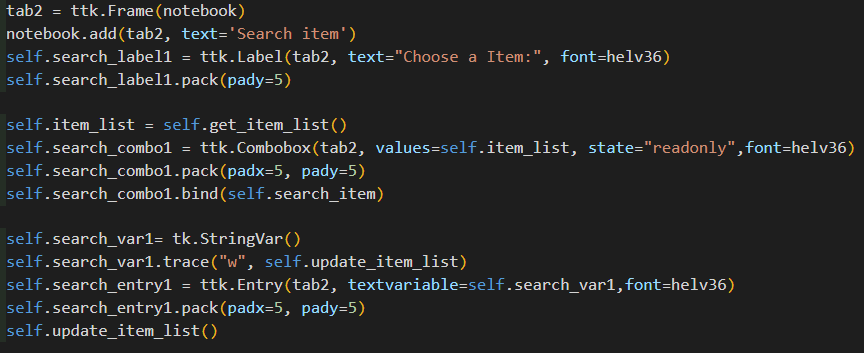 tab2 = ttk.Frame(notebook)
notebook.add(tab2, text='Search item')
self.search_label1 = ttk.Label(tab2, text="Choose a Item:", font=helv36)
self.search_label1.pack(pady=5)
self.item_list = self.get_item_list()
self.search_combo1 = ttk.Combobox(tab2, values=self.item_list, state="readonly",font=helv36)
self.search_combo1.pack(padx=5, pady=5)
self.search_combo1.bind(self.search_item)
self.search_var1= tk.StringVar()
self.search_var1.trace("w", self.update_item_list)
self.search_entry1 = ttk.Entry(tab2, textvariable=self.search_var1,font=helv36)
self.search_entry1.pack(padx=5, pady=5)
self.update_item_list()